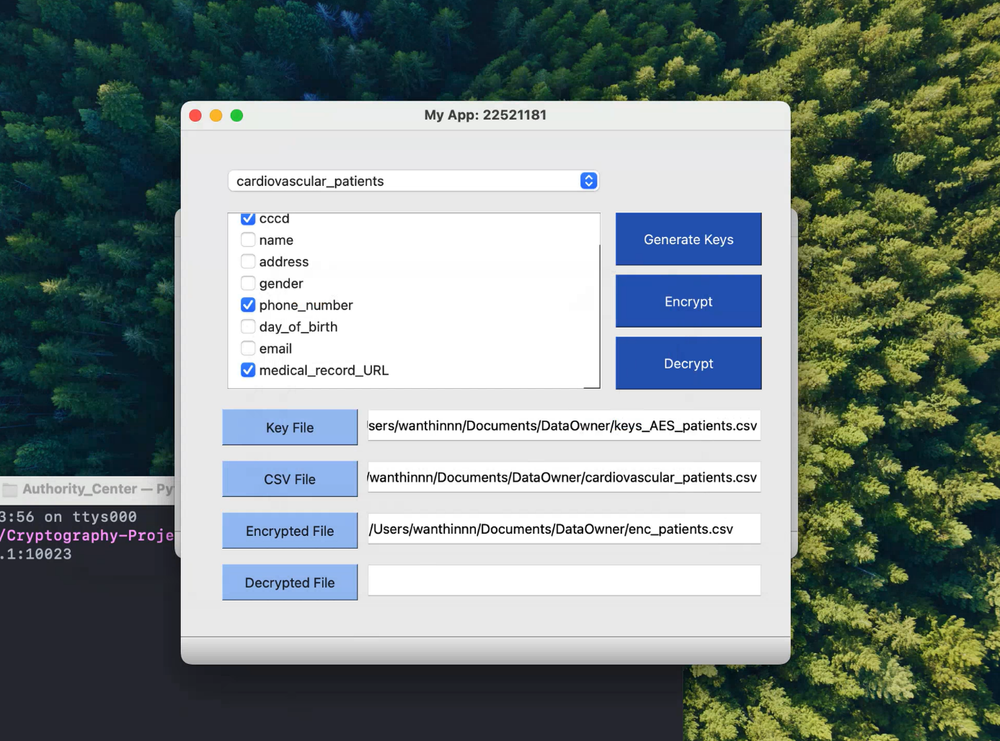 My App: 22521181
cardiovascular_patients
cccd
name
address
gender
phone_number
day_of_birth
email
medical_record_URL
Generate Keys
Encrypt
Decrypt
Key File
sers/wanthinnn/Documents/DataOwner/keys_AES_patients.csv
CSV File
/wanthinnn/Documents/DataOwner/cardiovascular_patients.csv
Encrypted File
/Users/wanthinnn/Documents/DataOwner/enc_patients.csv
Decrypted File
Authority_Center — Py
3:56 on ttys000
/Cryptography-Proje
.1:10023